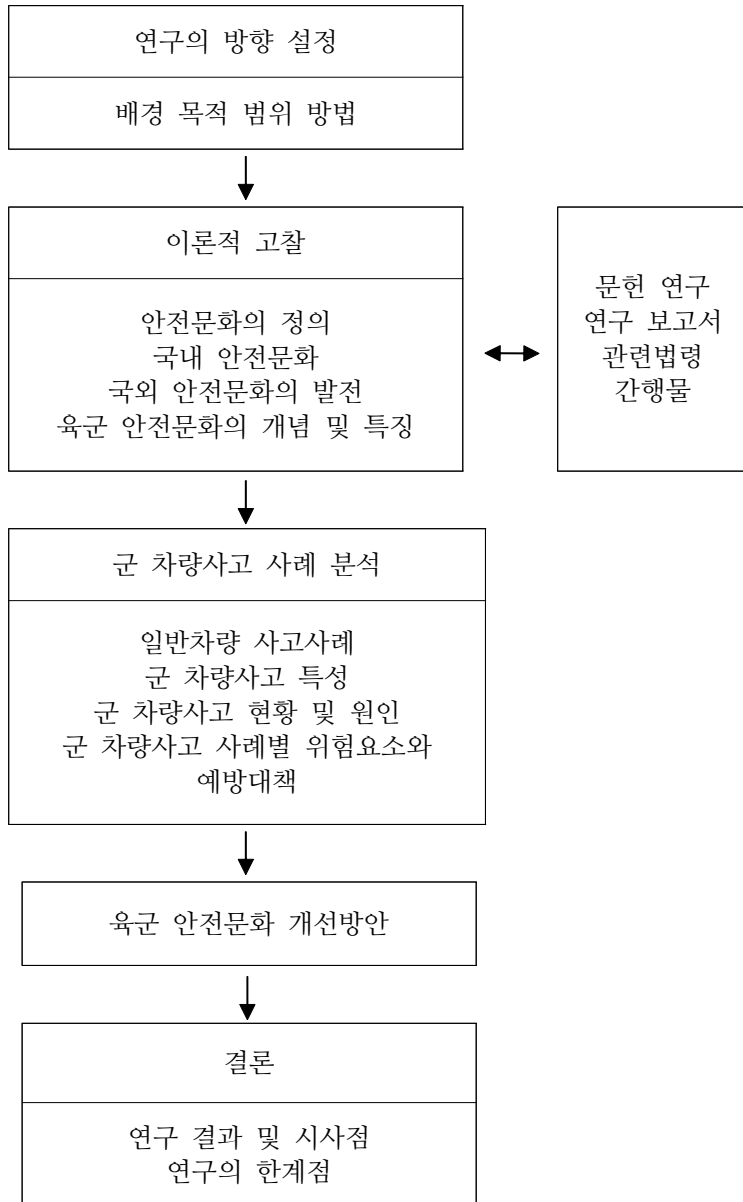 연구의 방향 설정
배경 목적 범위 방법
이론적 고찰
안전문화의 정의
국내 안전문화
국외 안전문화의 발전
육군 안전문화의 개념 및 특징
문헌 연구
연구 보고서
관련법령
간행물
군 차량사고 사례 분석
일반차량 사고사례
군 차량사고 특성
군 차량사고 현황 및 원인
군 차량사고 사례별 위험요소와
예방대책
육군 안전문화 개선방안
결론
연구 결과 및 시사점
연구의 한계점